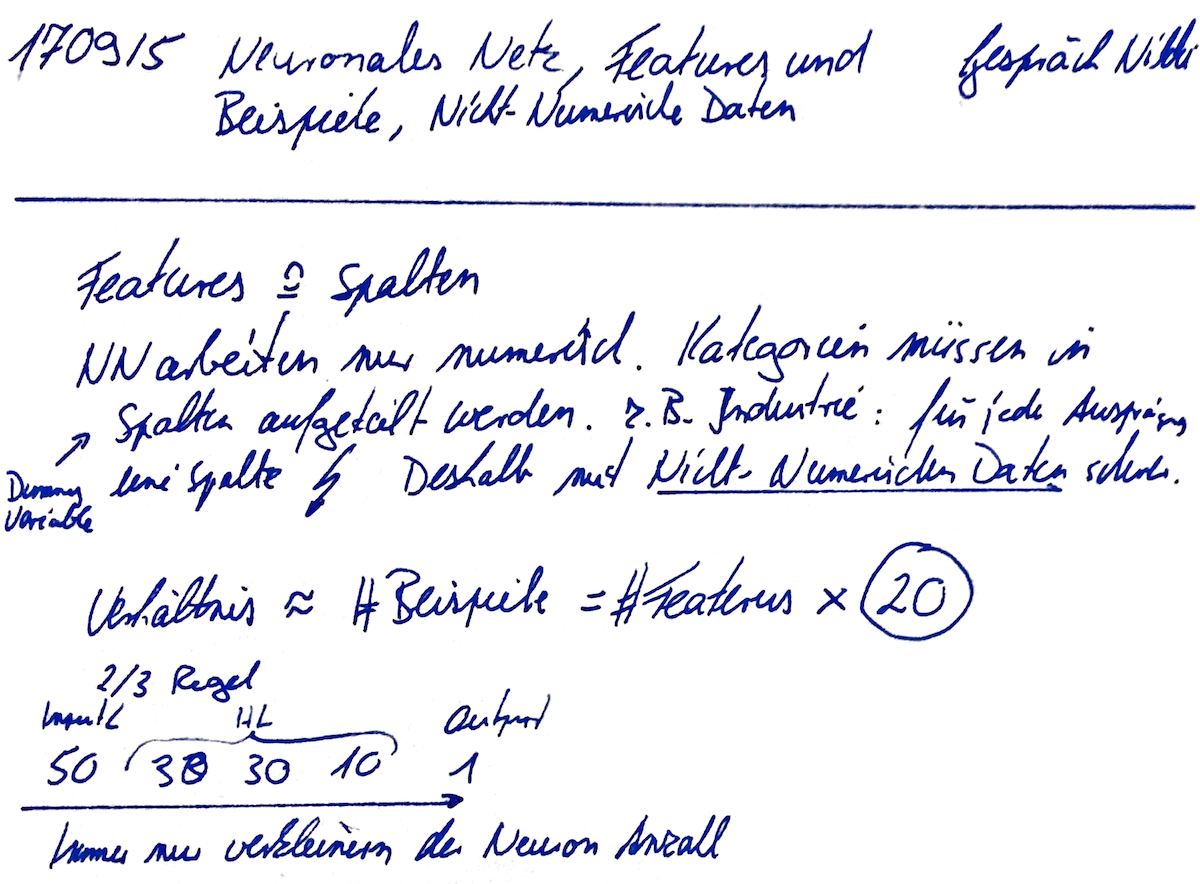 170915 Neuronales Netz, Features und Gespräch Nikki
Beispiele, Nicht-Numerische Daten
Features ≙ Spalten
NN arbeiten nur numerisch. Kategorien müssen in
Spalten aufgeteilt werden. z.B. Industrie: für jede Ausprägung
↗ eine Spalte ↯ Deshalb mit Nicht-Numerischen Daten schwer.
Dummy
Variable
Verhältnis ≈ #Beispiele = #Features × 20
2/3 Regel
Input HL Output
50 30 30 10 1
Immer nur verkleinern der Neuron Anzahl